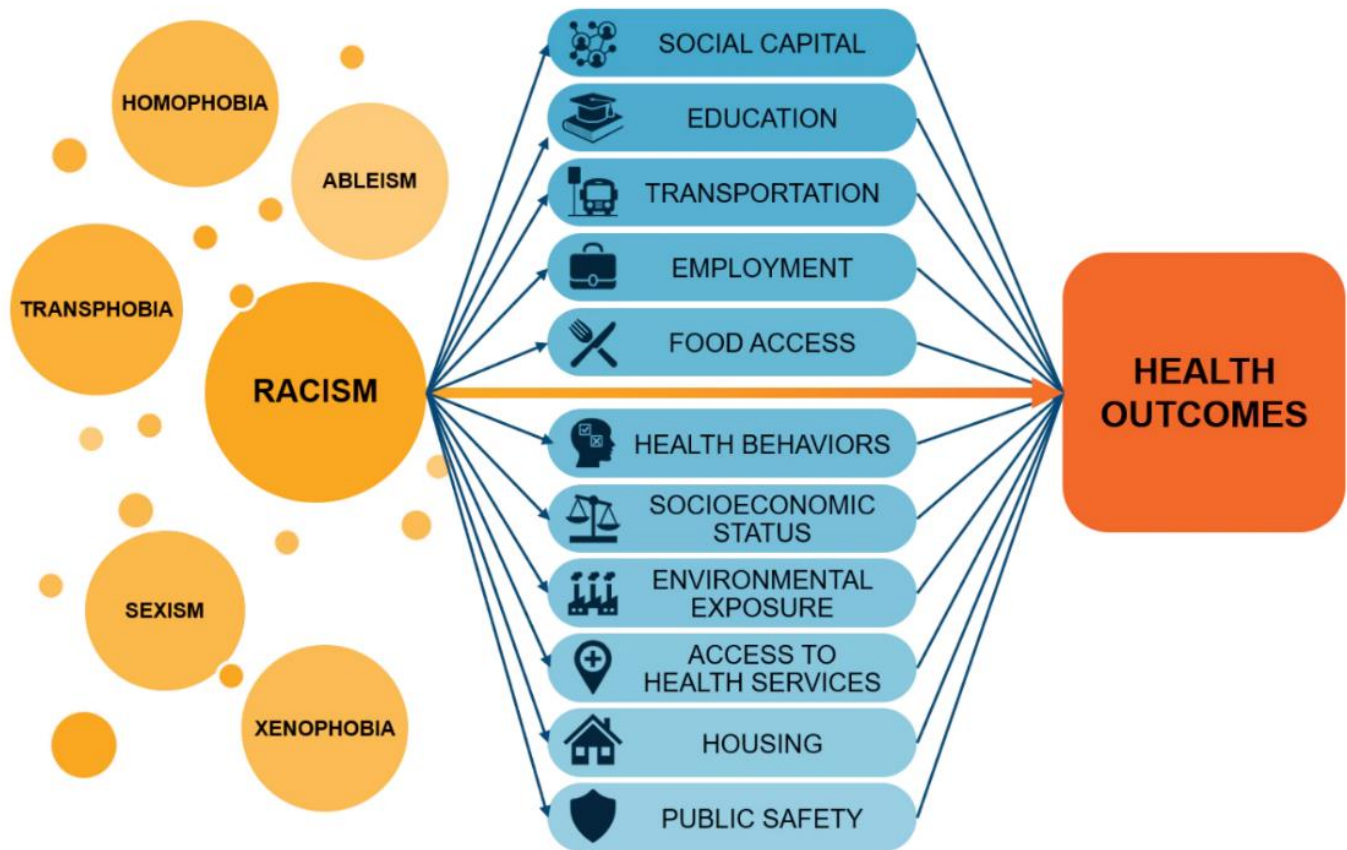 HOMOPHOBIA
ABLEISM
TRANSPHOBIA
RACISM
SEXISM
XENOPHOBIA
SOCIAL CAPITAL
EDUCATION
TRANSPORTATION
EMPLOYMENT
FOOD ACCESS
HEALTH BEHAVIORS
SOCIOECONOMIC
STATUS
ENVIRONMENTAL
EXPOSURE
ACCESS TO
HEALTH SERVICES
HOUSING
PUBLIC SAFETY
HEALTH
OUTCOMES